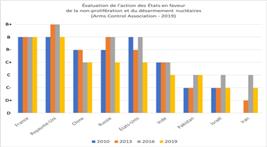 Évaluation de l'action des États en faveur
de la non-prolifération et du désarmement nucléaires
(Arms Control Association - 2019)
B+
B
B-
C+
C
C-
D+
D
France
Royaume-Uni
Chine
Russie
États-Unis
Inde
Pakistan
Israël
Iran
2010
2013
2016
2019